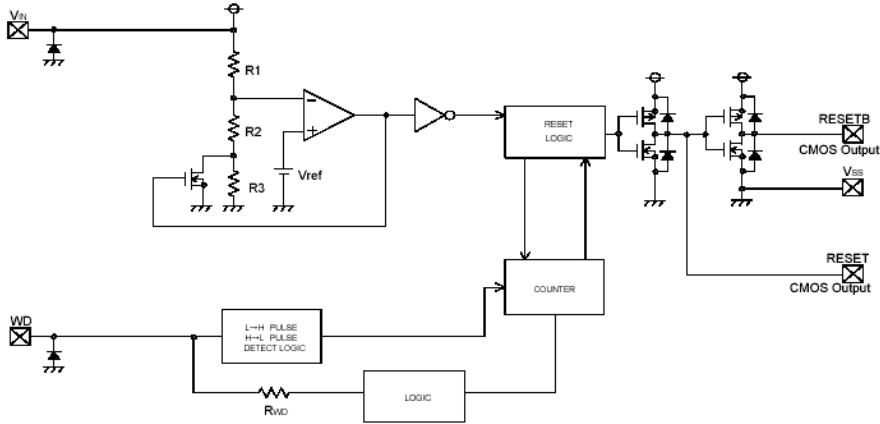 VIN
R1
R2
R3
−
+
Vref
RESET
LOGIC
RESETB
CMOS Output
VSS
RESET
CMOS Output
COUNTER
WD
L→H PULSE
H→L PULSE
DETECT LOGIC
RWD
LOGIC